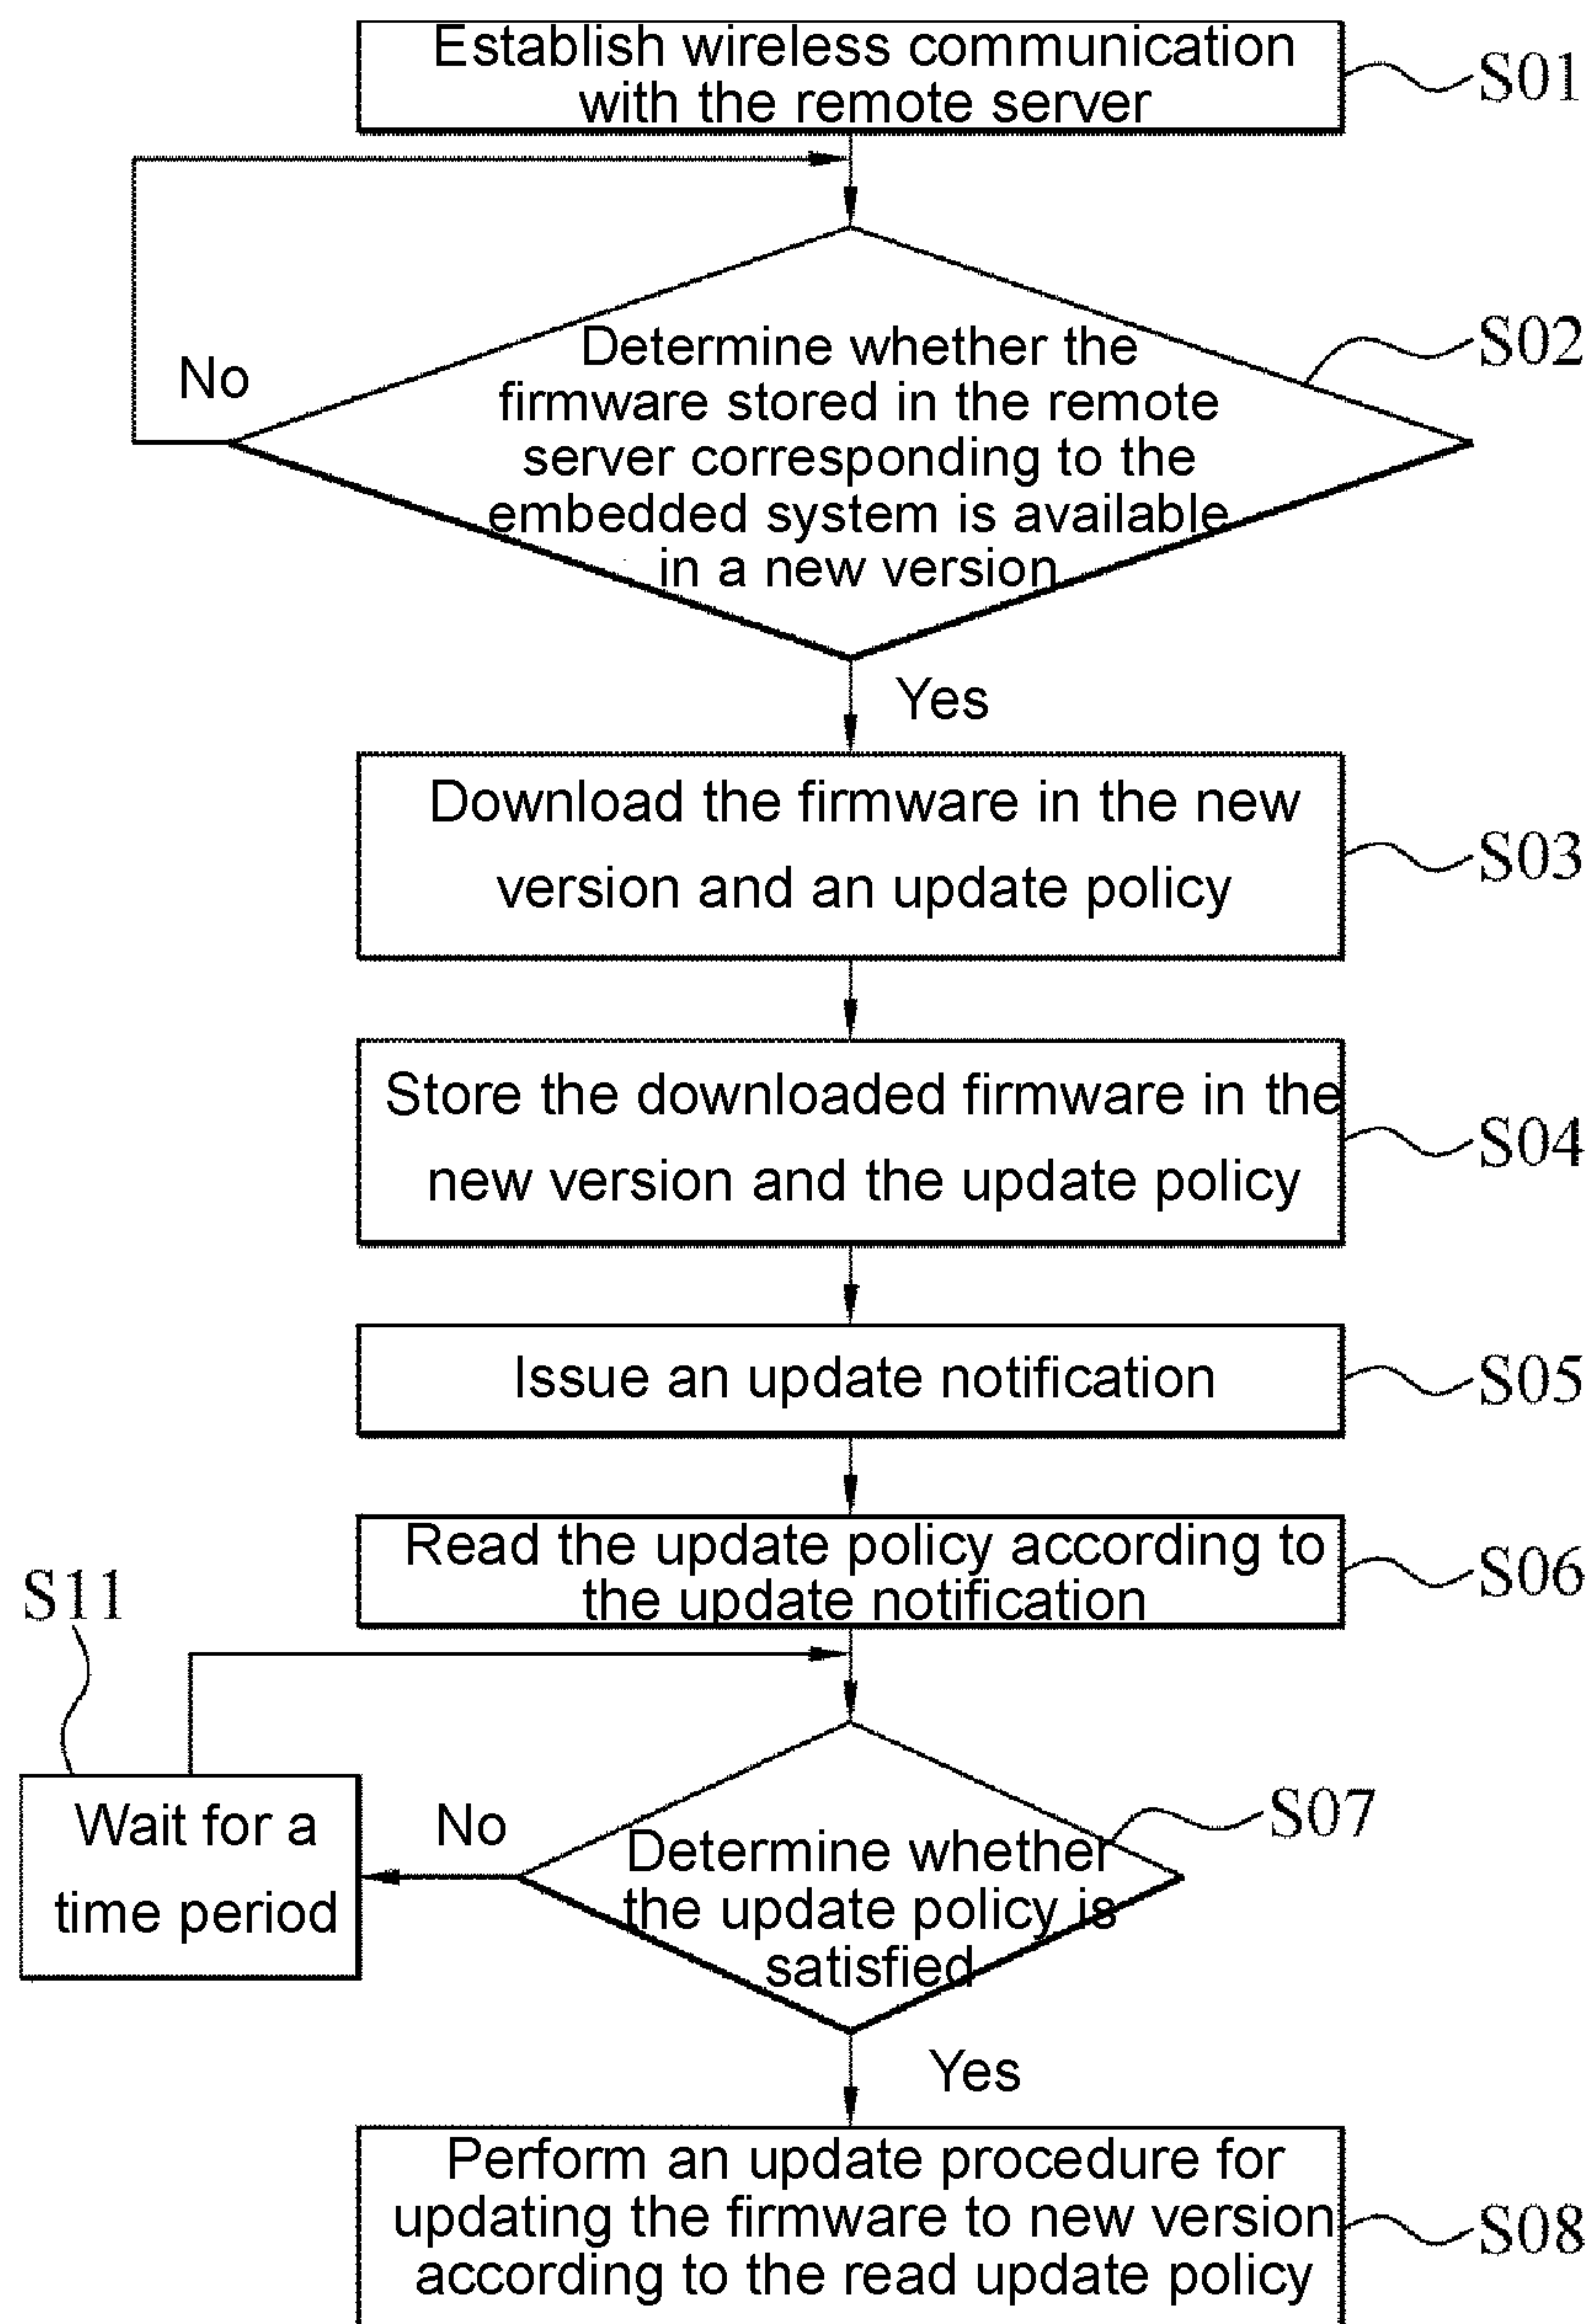 Establish wireless communication
with the remote server
S01
No
Determine whether the
firmware stored in the remote
server corresponding to the
embedded system is available
in a new version
S02
Yes
Download the firmware in the new
version and an update policy
S03
Store the downloaded firmware in the
new version and the update policy
S04
Issue an update notification
S05
Read the update policy according to
the update notification
S06
S11
Wait for a
time period
No
Determine whether
the update policy is
satisfied
S07
Yes
Perform an update procedure for
updating the firmware to new version
according to the read update policy
S08